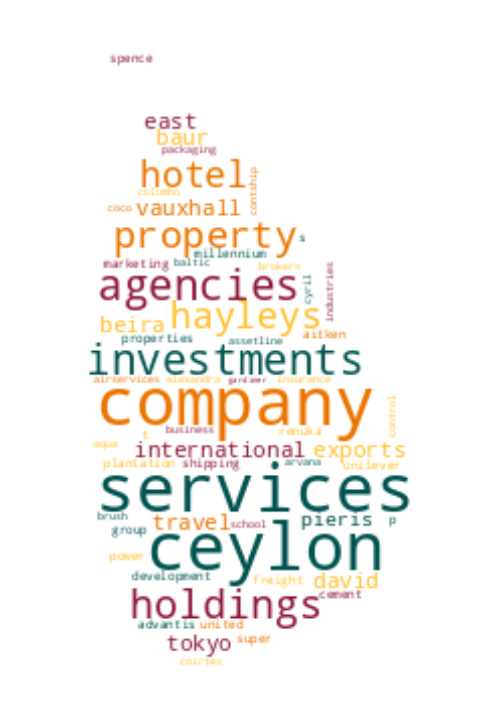 spence
east
baur
packaging
hotel
colombo
contship
coco vauxhall
property s
millennium
marketing baltic brokers
agencies cyril industries
hayleys
beira aitken
properties assetline
investments
airservices alexandra gardiner insurance
company control
business renuka
t
aqua international exports
plantation shipping arvana unilever
services
brush travel school pieris p
group
ceylon
power
development freight david
holdings cement
advantis united
tokyo super
coirtex